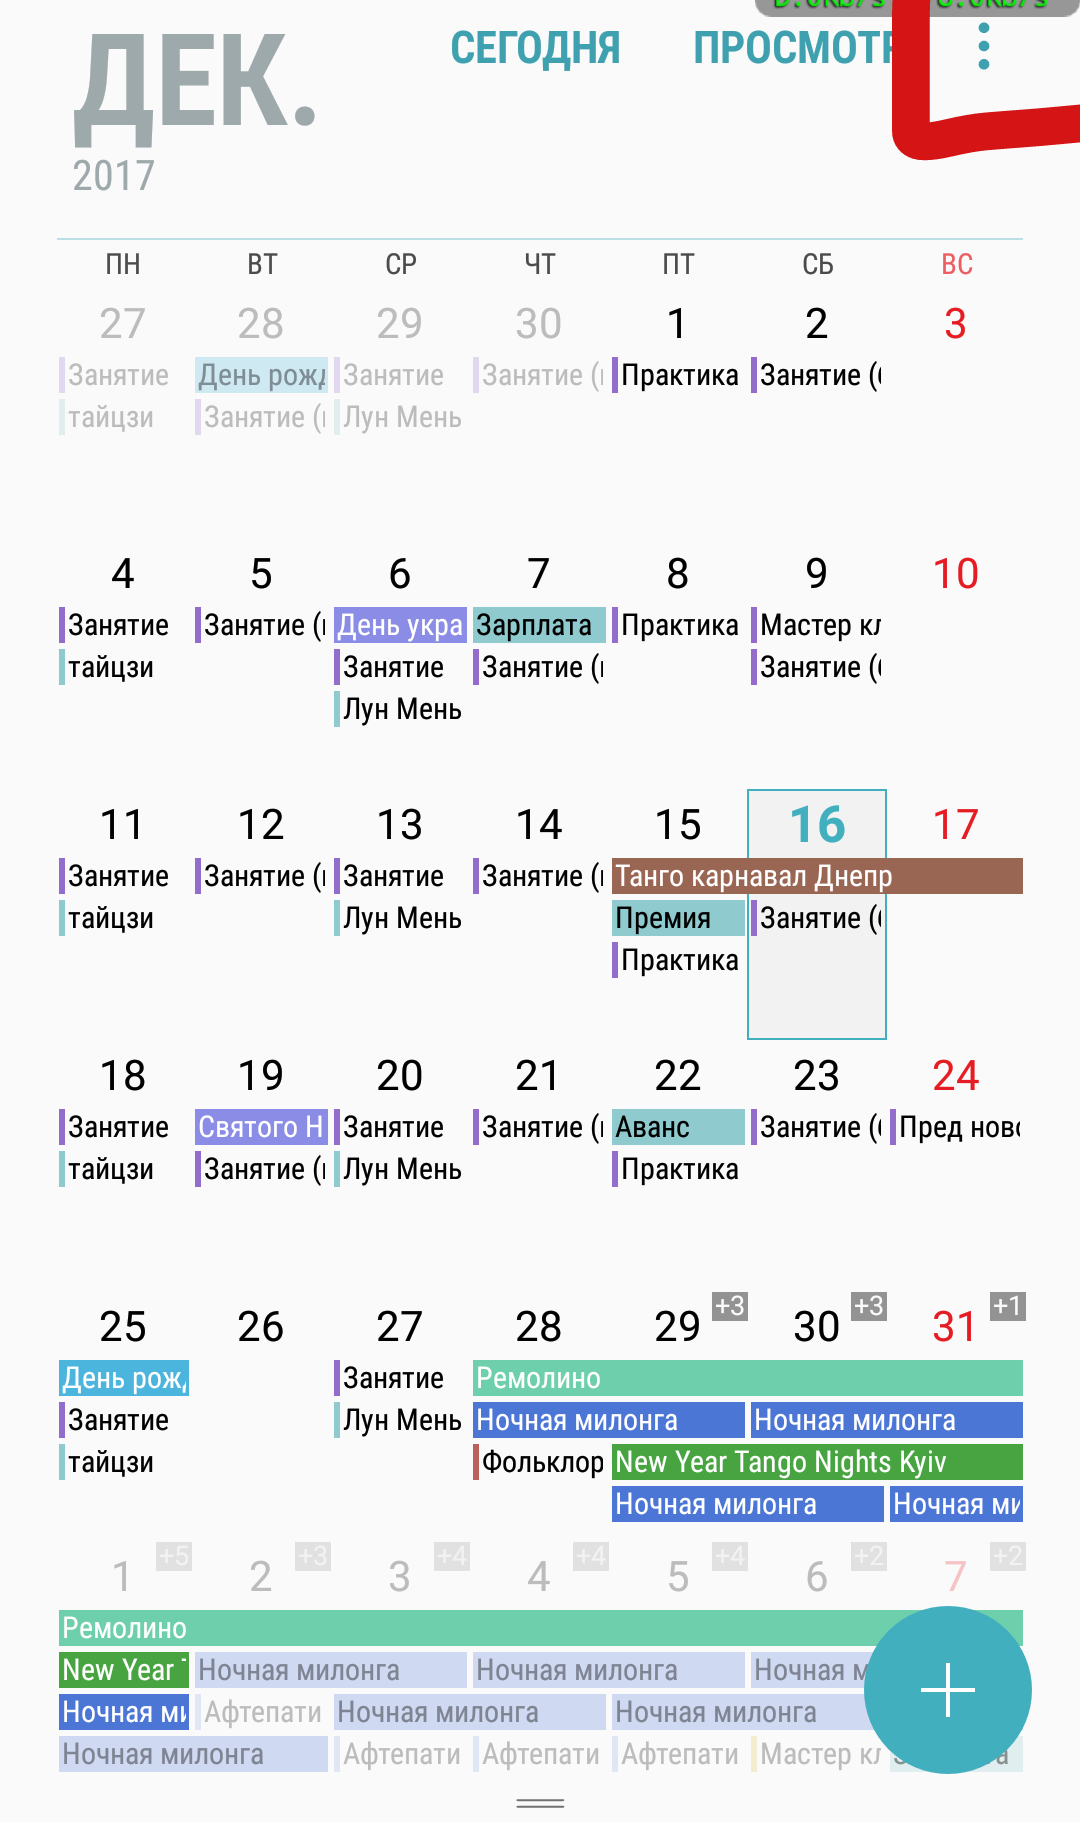 СЕГОДНЯ ПРОСМОТР
ДЕК.
2017
ПН ВТ СР ЧТ ПТ СБ ВС
27 28 29 30 1 2 3
Занятие День рожд Занятие Занятие ( Практика Занятие (
тайцзи Занятие ( Лун Мень
4 5 6 7 8 9 10
Занятие Занятие ( День укра Зарплата Практика Мастер кл
тайцзи Занятие Занятие ( Занятие (
Лун Мень
11 12 13 14 15 16 17
Занятие Занятие ( Занятие Занятие ( Танго карнавал Днепр
тайцзи Лун Мень Премия Занятие (
Практика
18 19 20 21 22 23 24
Занятие Святого Н Занятие Занятие ( Аванс Занятие ( Пред ново
тайцзи Занятие ( Лун Мень Практика
25 26 27 28 29 +3 30 +3 31 +1
День рож Занятие Ремолино
Занятие Лун Мень Ночная милонга Ночная милонга
тайцзи Фольклор New Year Tango Nights Kyiv
Ночная милонга Ночная ми
1 +5 2 +3 3 +4 4 +4 5 +4 6 +2 7 +2
Ремолино
New Year Ночная милонга Ночная милонга Ночная м
Ночная ми Афтепати Ночная милонга Ночная милонга
Ночная милонга Афтепати Афтепати Афтепати Мастер кл